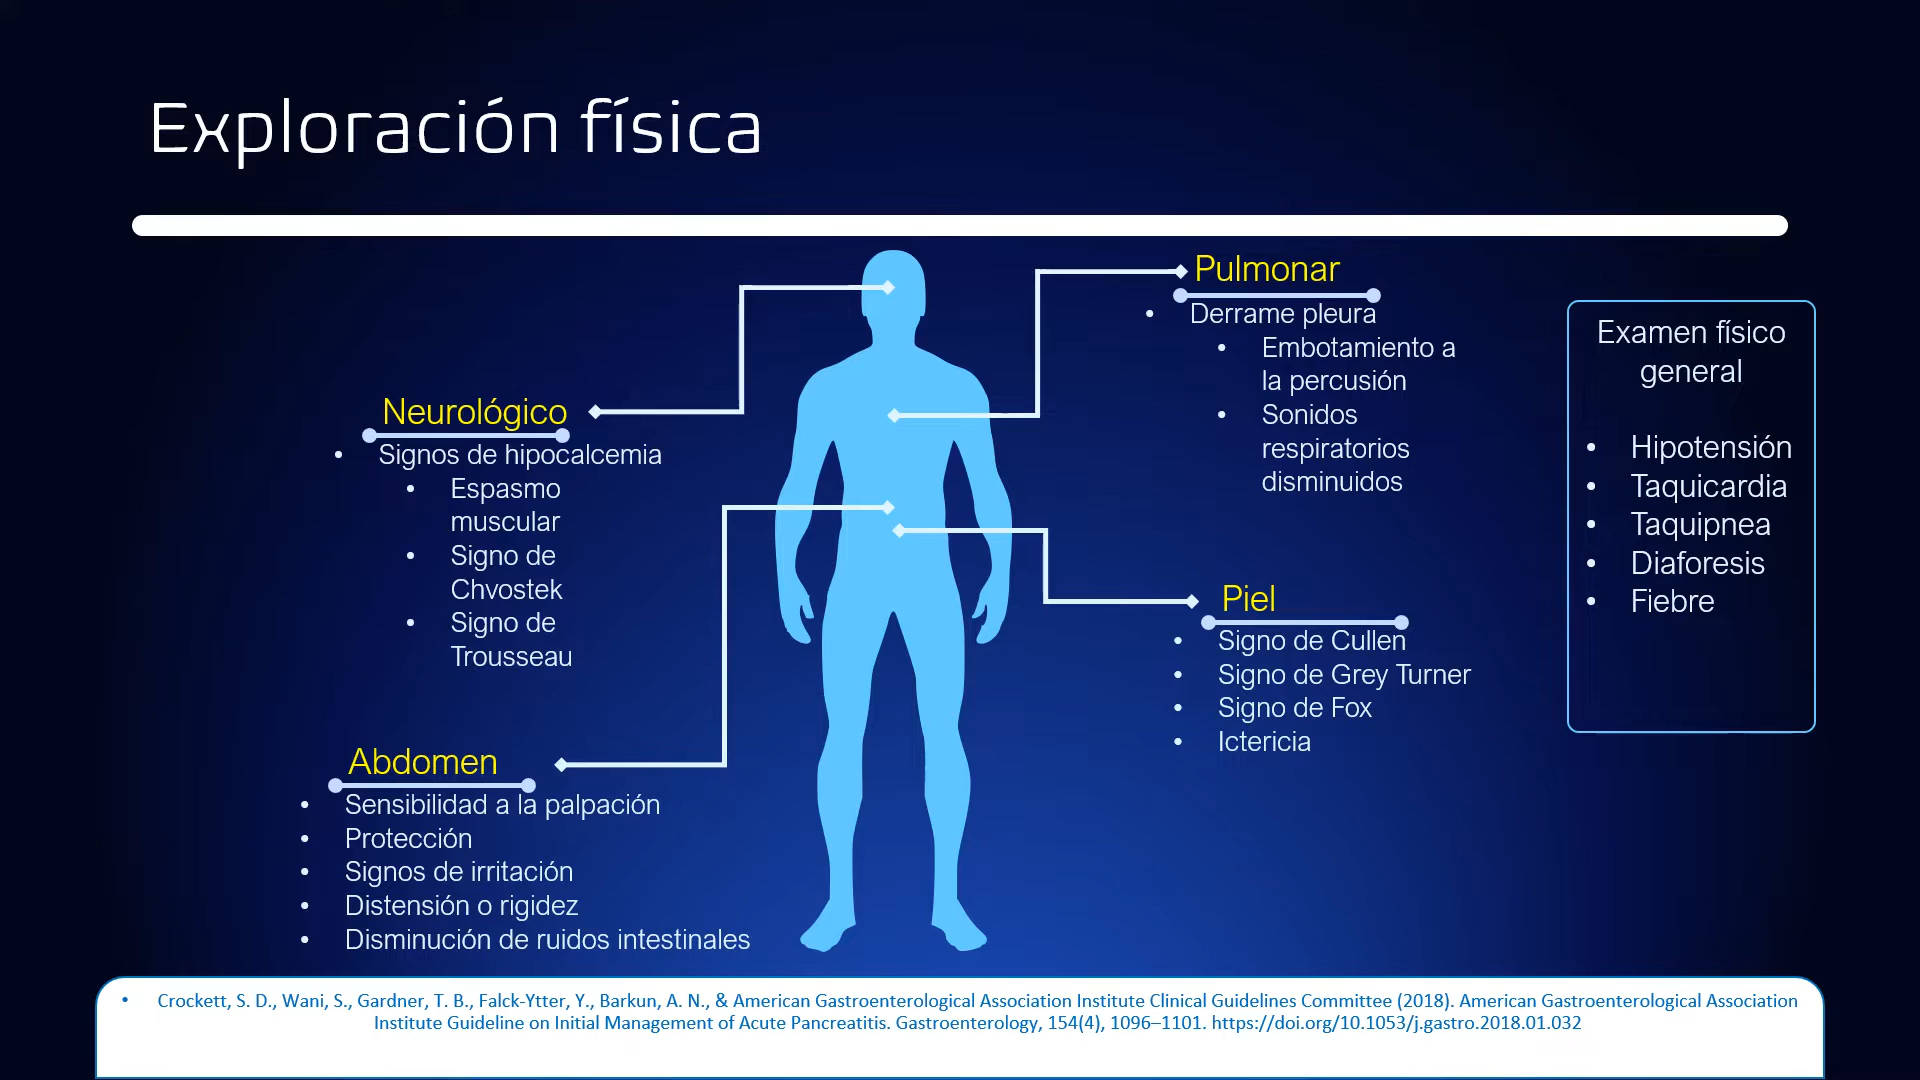 Exploración física
Neurológico
• Signos de hipocalcemia
• Espasmo
muscular
• Signo de
Chvostek
• Signo de
Trousseau
Abdomen
• Sensibilidad a la palpación
• Protección
• Signos de irritación
• Distensión o rigidez
• Disminución de ruidos intestinales
Pulmonar
• Derrame pleura
• Embotamiento a
la percusión
• Sonidos
respiratorios
disminuidos
Piel
• Signo de Cullen
• Signo de Grey Turner
• Signo de Fox
• Ictericia
Examen físico
general
• Hipotensión
• Taquicardia
• Taquipnea
• Diaforesis
• Fiebre
• Crockett, S. D., Wani, S., Gardner, T. B., Falck-Ytter, Y., Barkun, A. N., & American Gastroenterological Association Institute Clinical Guidelines Committee (2018). American Gastroenterological Association
Institute Guideline on Initial Management of Acute Pancreatitis. Gastroenterology, 154(4), 1096–1101. https://doi.org/10.1053/j.gastro.2018.01.032